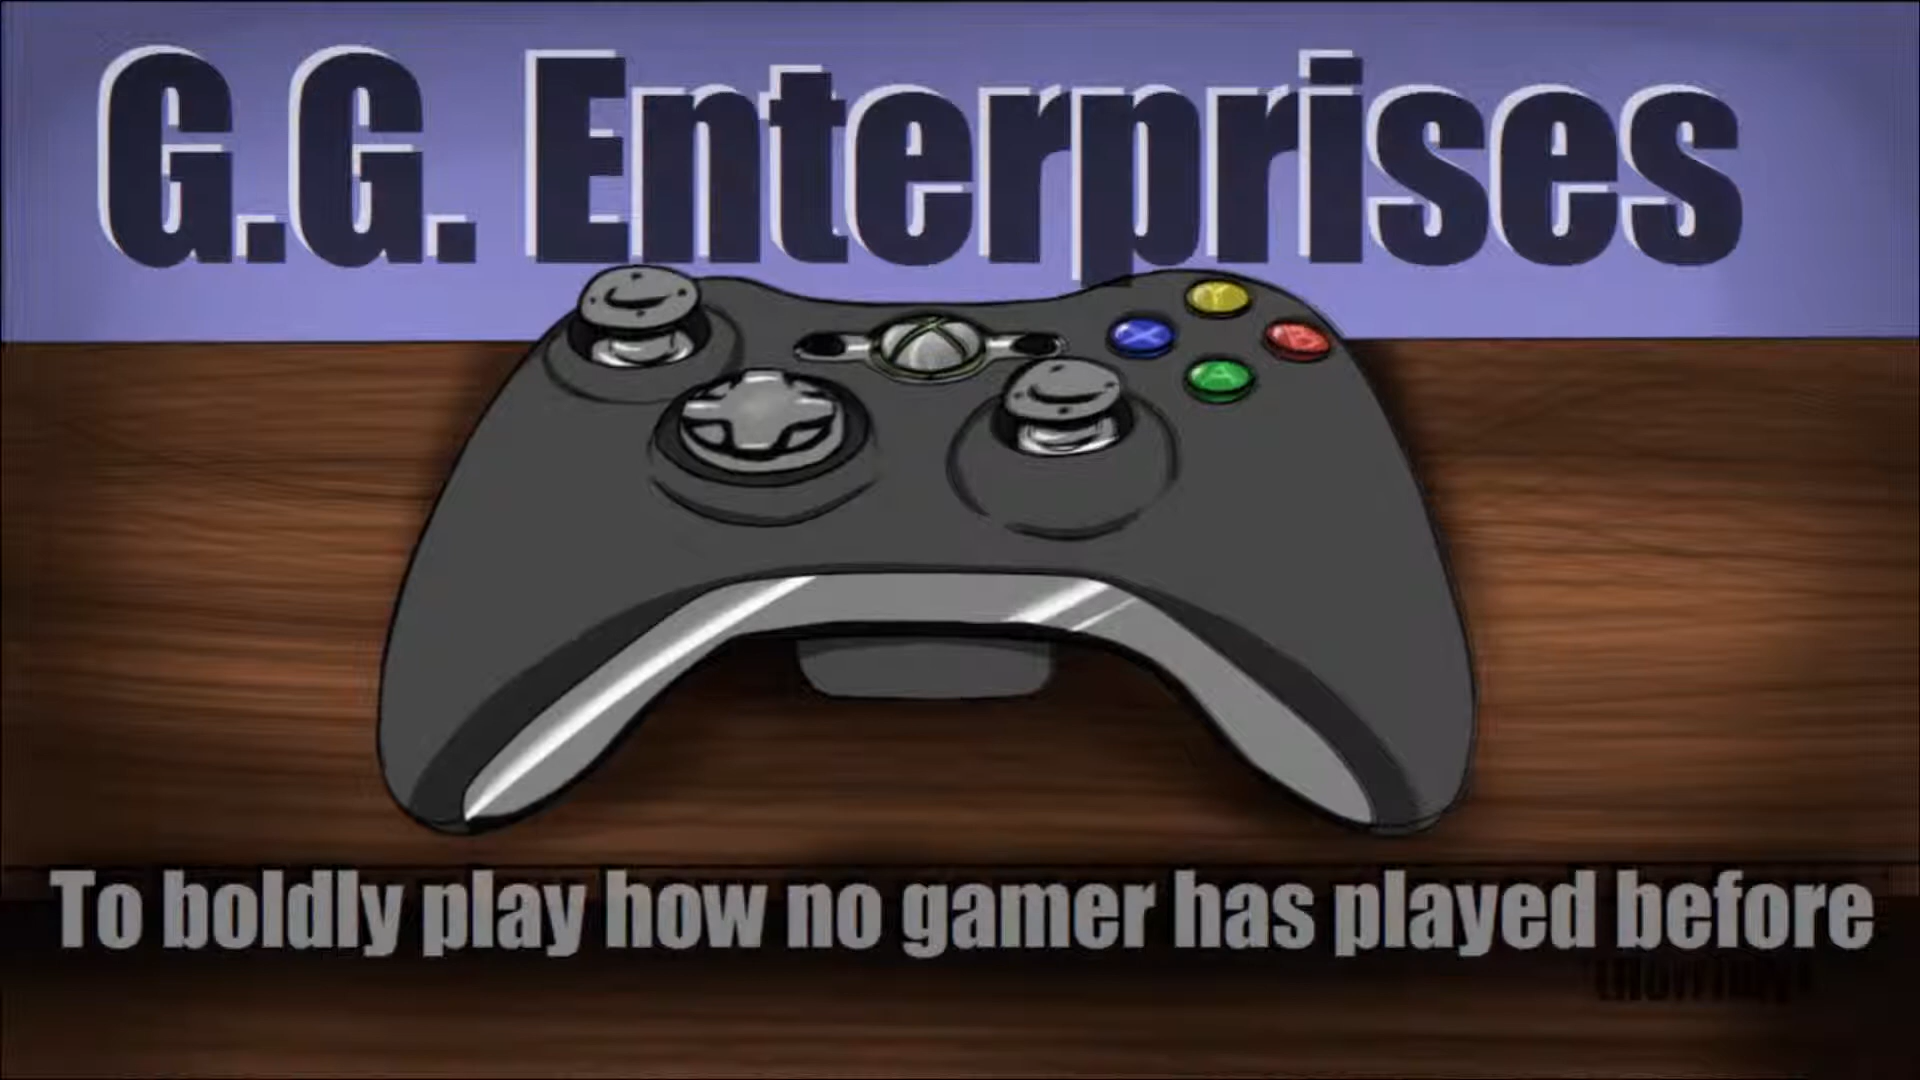 G.G. Enterprises
Y
X
B
A
To boldly play how no gamer has played before